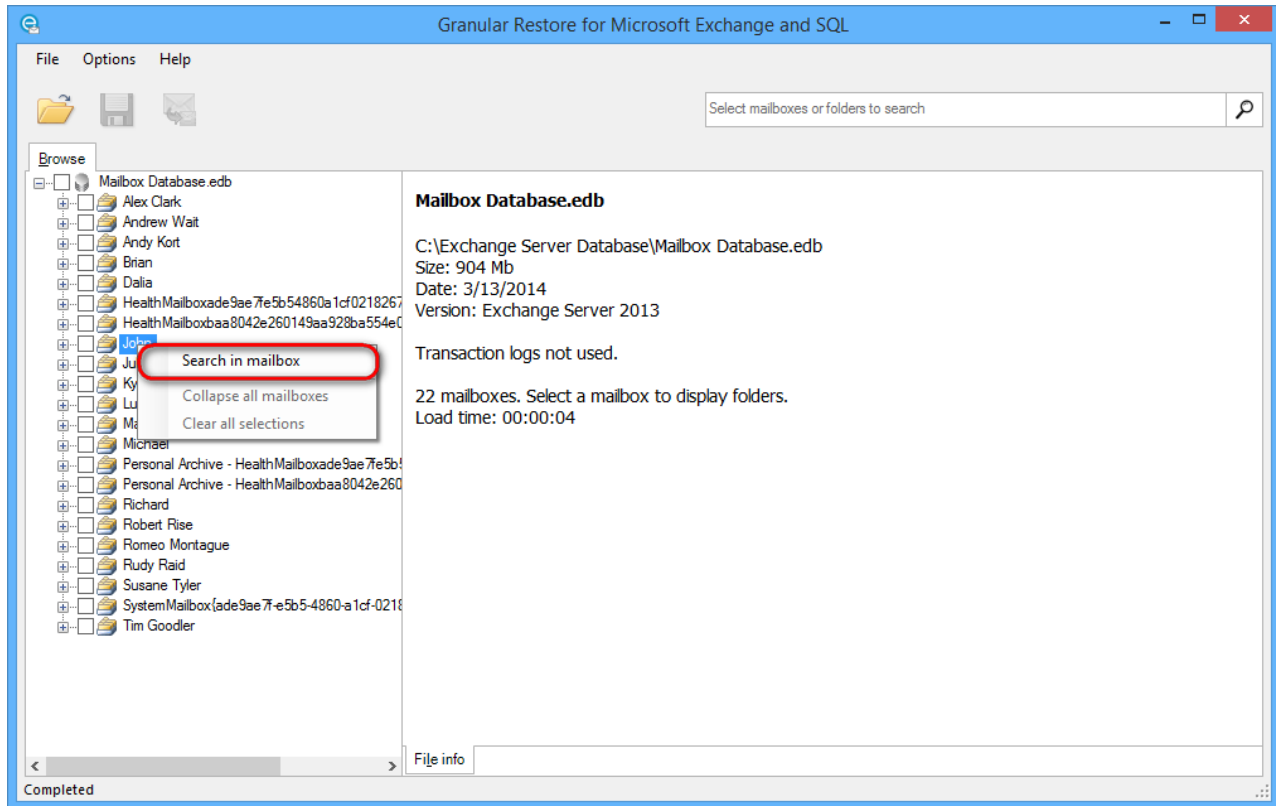 Granular Restore for Microsoft Exchange and SQL
File Options Help
Select mailboxes or folders to search
Browse
Mailbox Database.edb
Alex Clark
Andrew Wait
Andy Kort
Brian
Dalia
HealthMailboxade9ae7fe5b54860a1cf0218267
HealthMailboxbaa8042e260149aa928ba554e0
John
Search in mailbox
Ju
Ky
Collapse all mailboxes
Lu
Ma
Clear all selections
Michael
Personal Archive - HealthMailboxade9ae7fe5b5
Personal Archive - HealthMailboxbaa8042e260
Richard
Robert Rise
Romeo Montague
Rudy Raid
Susane Tyler
SystemMailbox{ade9ae7f-e5b5-4860-a1cf-0218
Tim Goodler
Mailbox Database.edb
C:\Exchange Server Database\Mailbox Database.edb
Size: 904 Mb
Date: 3/13/2014
Version: Exchange Server 2013
Transaction logs not used.
22 mailboxes. Select a mailbox to display folders.
Load time: 00:00:04
File info
Completed